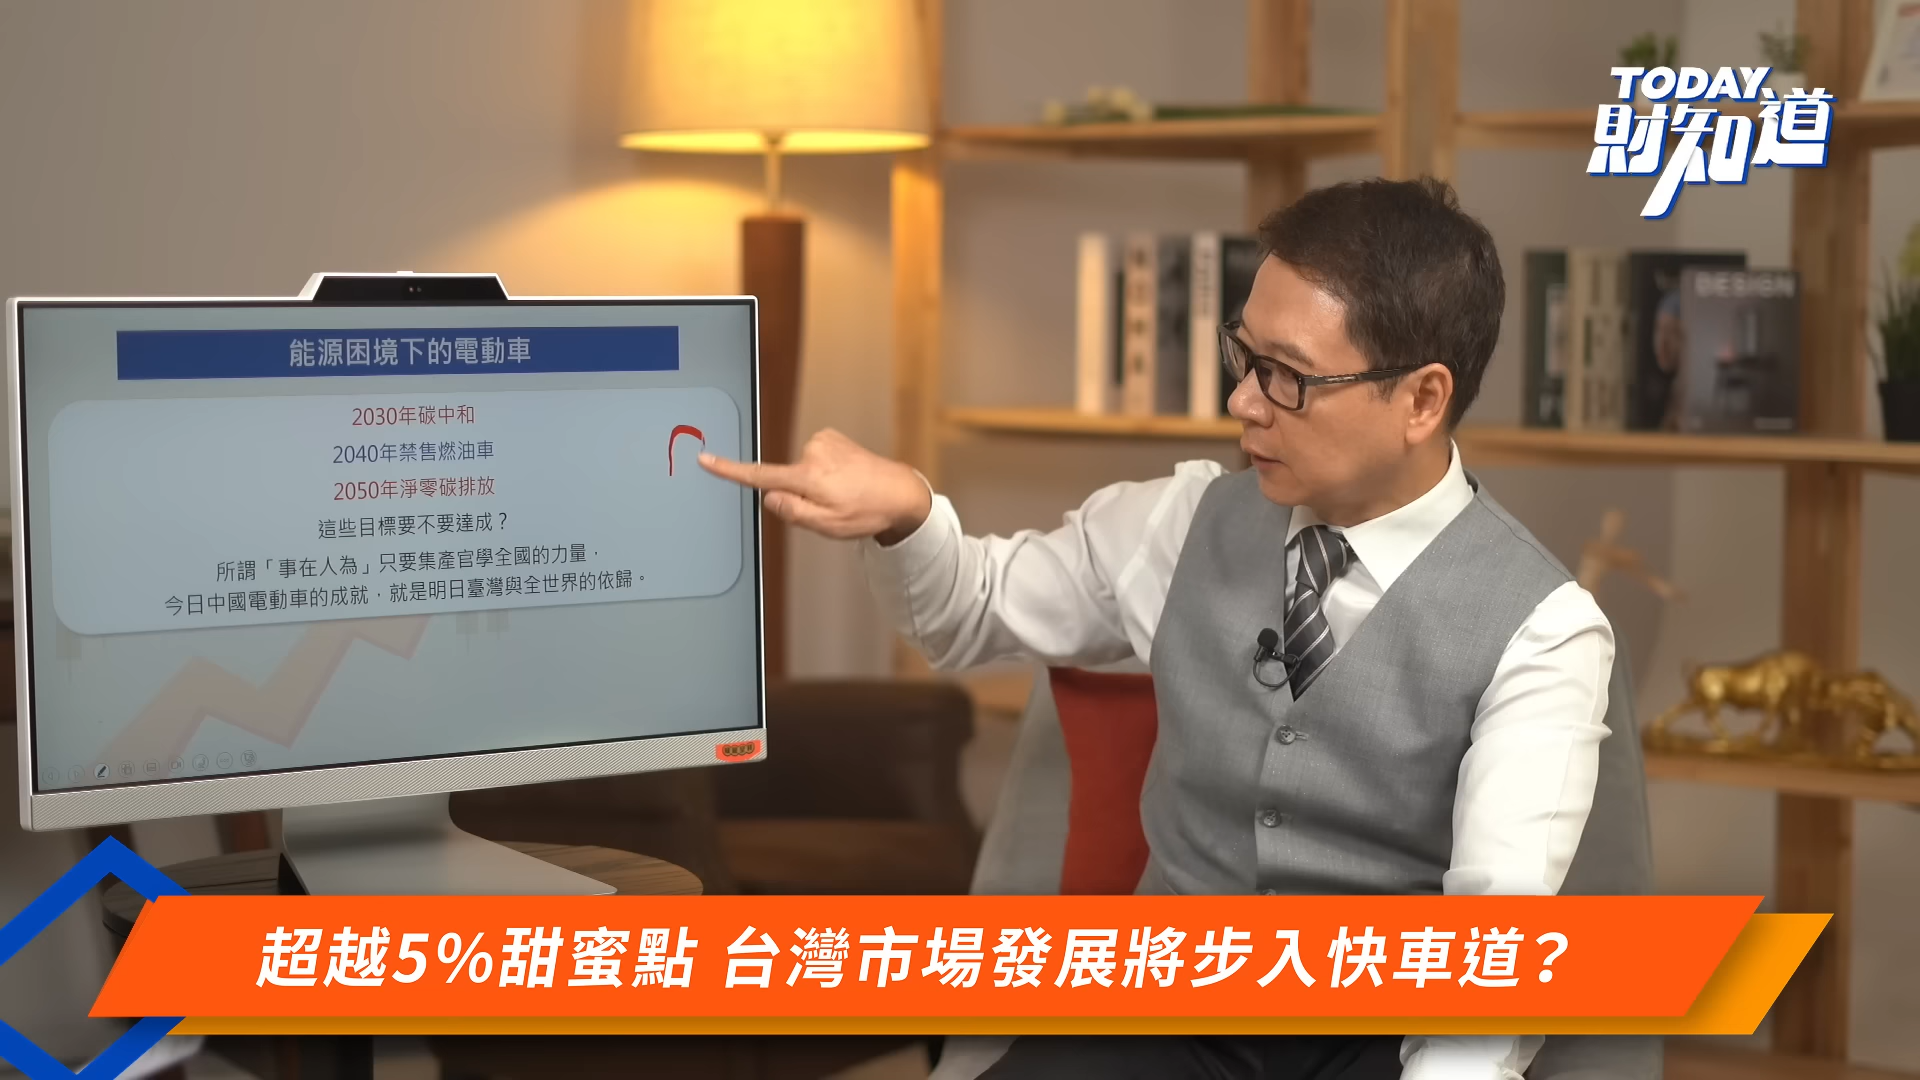 TODAY
財知道
DESIGN
能源困境下的電動車
2030年碳中和
2040年禁售燃油車
2050年淨零碳排放
這些目標要不要達成？
所謂「事在人為」只要集產官學全國的力量，
今日中國電動車的成就，就是明日臺灣與全世界的依歸。
超越5%甜蜜點 台灣市場發展將步入快車道?